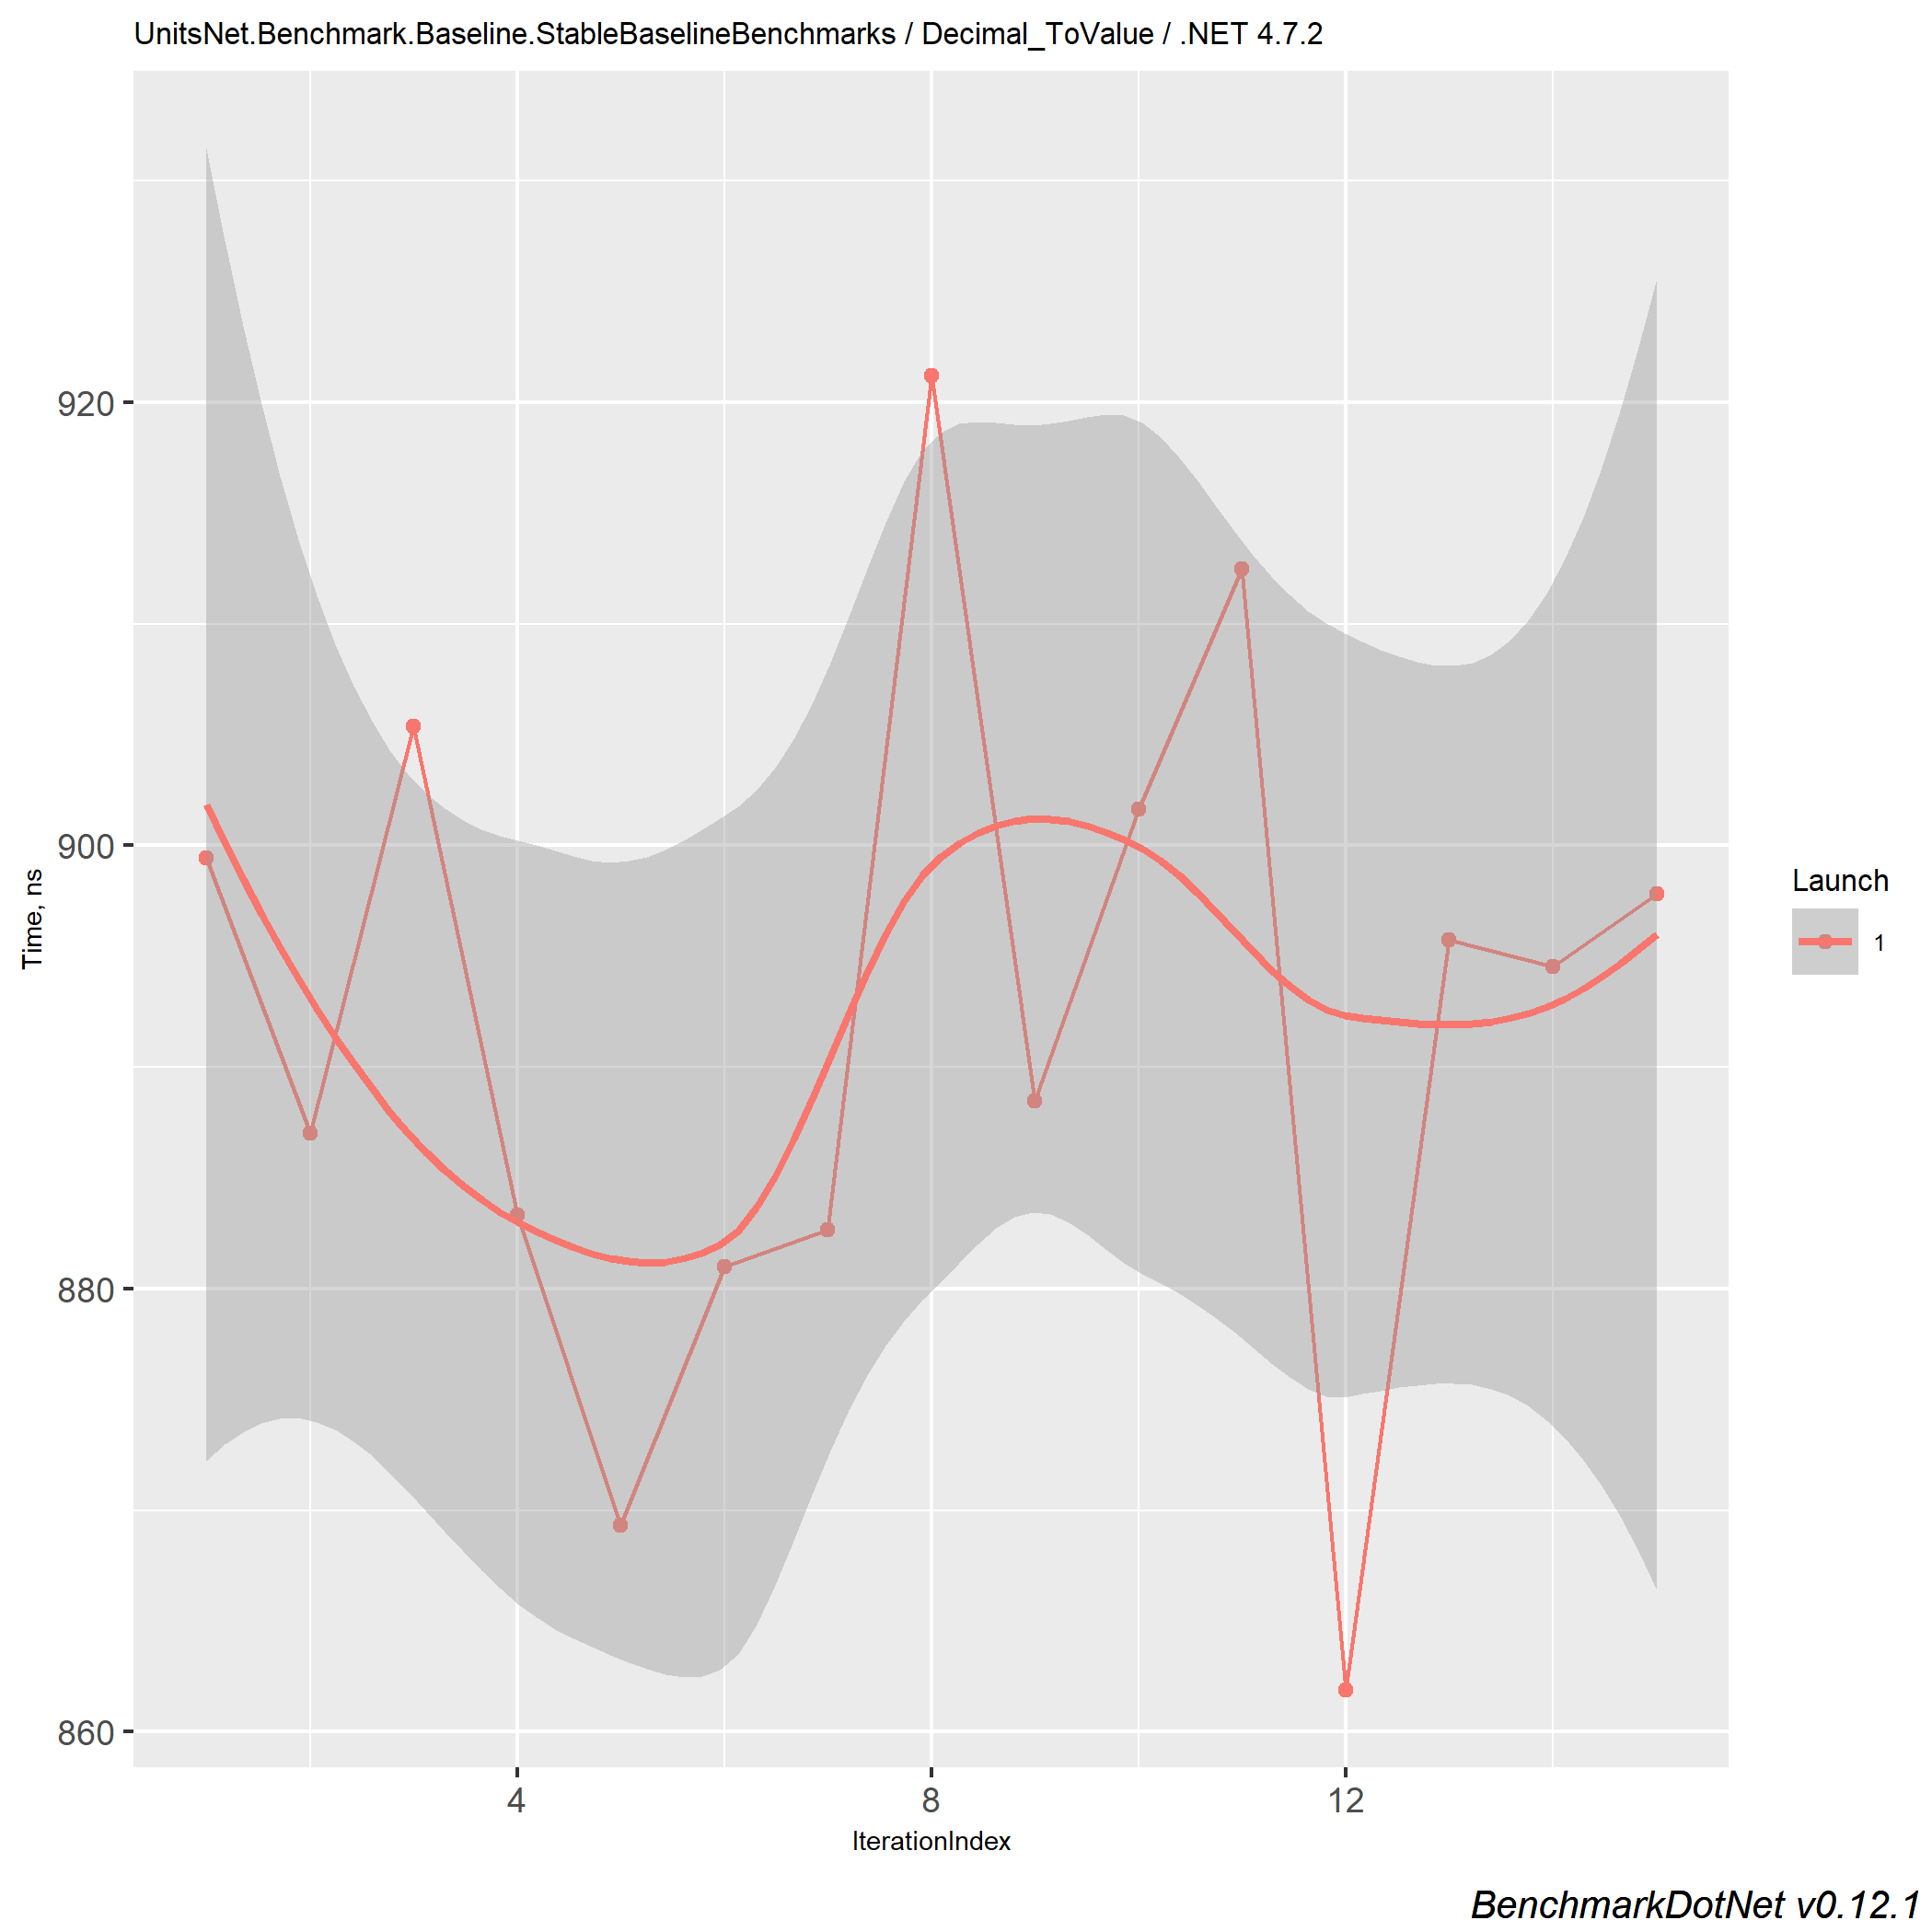 UnitsNet.Benchmark.Baseline.StableBaselineBenchmarks / Decimal_ToValue / .NET 4.7.2
920
900
880
860
Time, ns
4 8 12
IterationIndex
Launch
1
BenchmarkDotNet v0.12.1